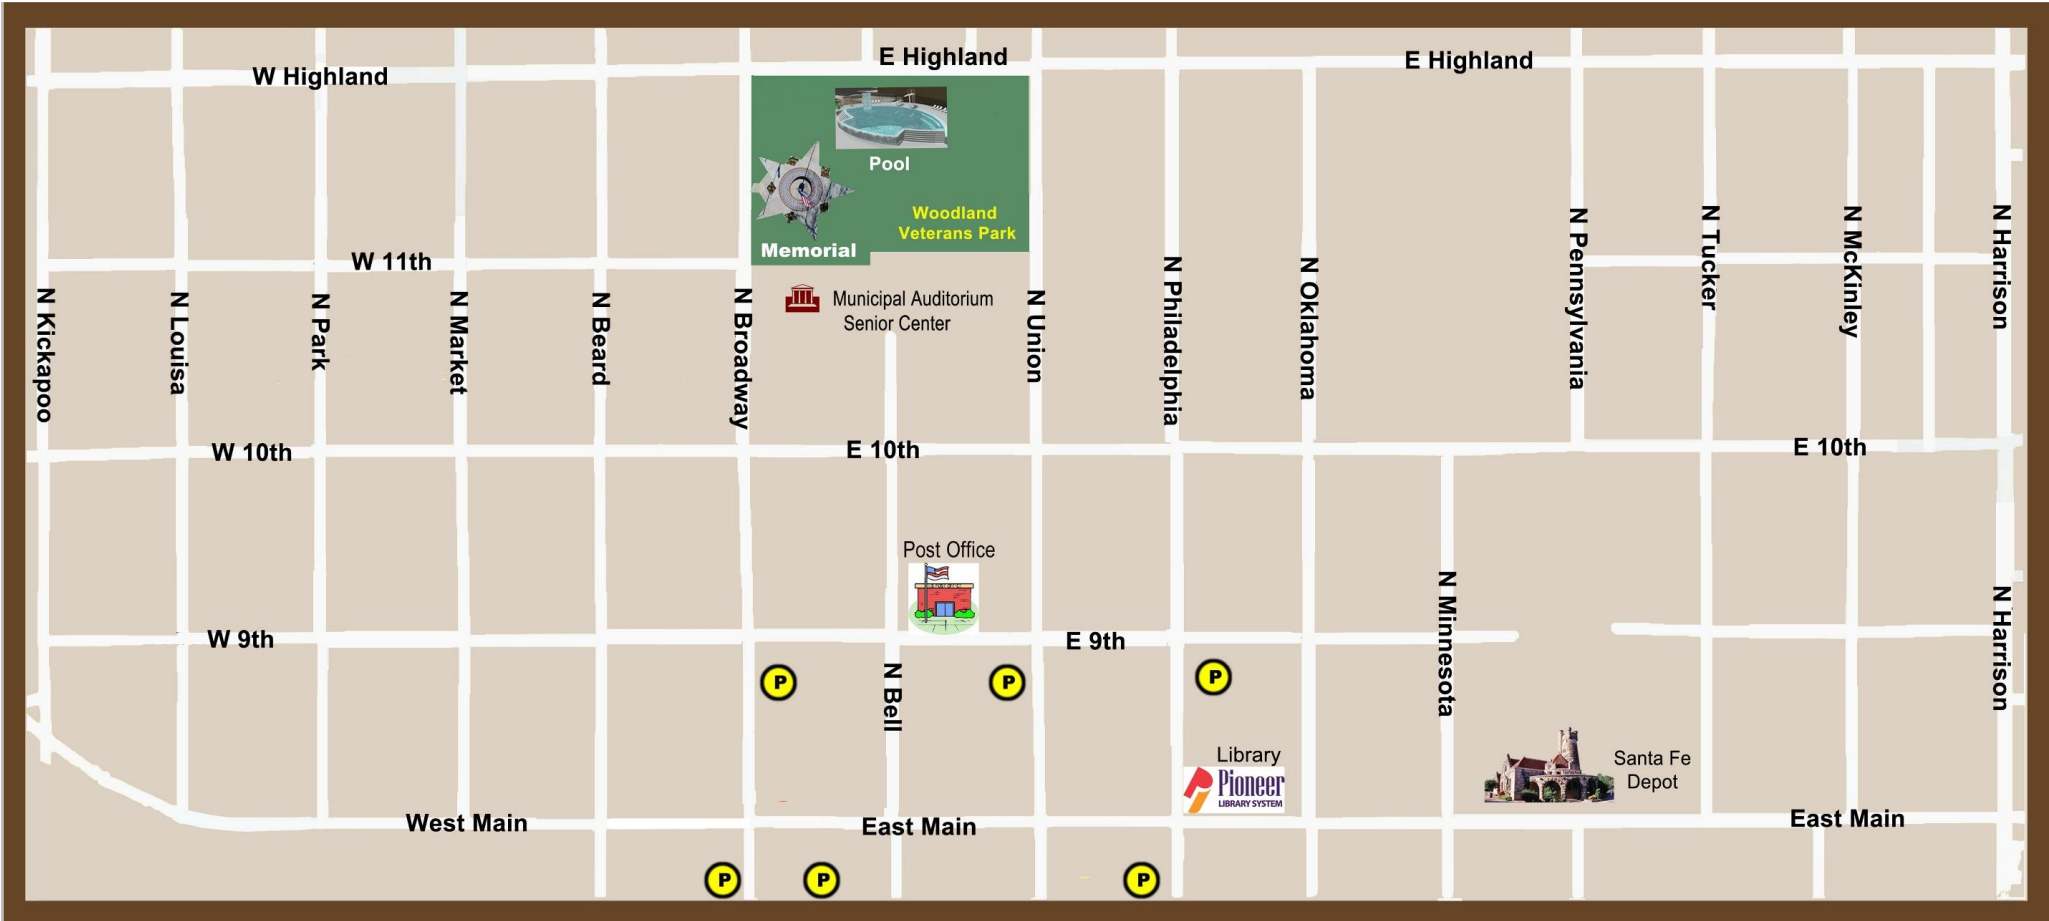 E Highland
E Highland
W Highland
Pool
Woodland
Veterans Park
Memorial
W 11th
Municipal Auditorium
Senior Center
N Kickapoo
N Louisa
N Park
N Market
N Beard
N Broadway
N Union
N Philadelphia
N Oklahoma
N Pennsylvania
N Tucker
N McKinley
N Harrison
W 10th
E 10th
E 10th
Post Office
W 9th
E 9th
N Bell
N Minnesota
N Harrison
P
P
P
Library
Pioneer
LIBRARY SYSTEM
Santa Fe
Depot
West Main
East Main
East Main
P
P
P